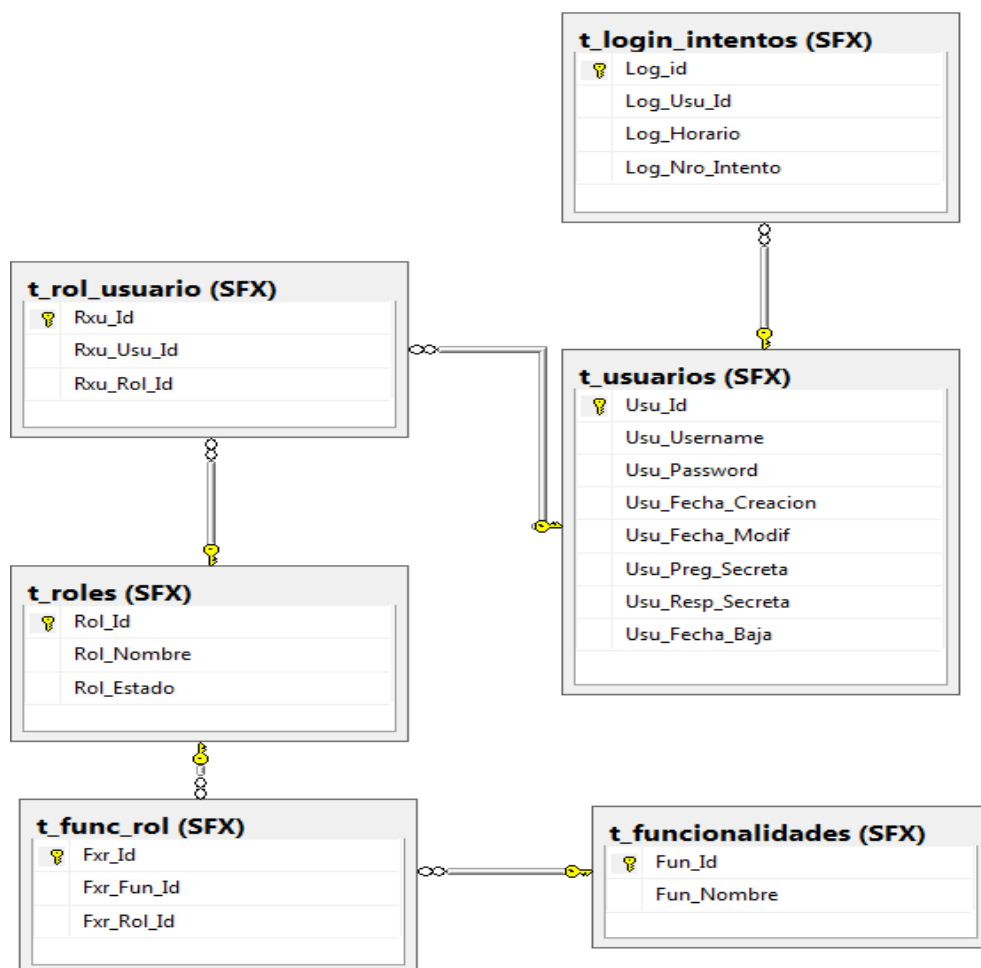 t_login_intentos (SFX)
Log_id
Log_Usu_Id
Log_Horario
Log_Nro_Intento
t_rol_usuario (SFX)
Rxu_Id
Rxu_Usu_Id
Rxu_Rol_Id
t_usuarios (SFX)
Usu_Id
Usu_Username
Usu_Password
Usu_Fecha_Creacion
Usu_Fecha_Modif
Usu_Preg_Secreta
Usu_Resp_Secreta
Usu_Fecha_Baja
t_roles (SFX)
Rol_Id
Rol_Nombre
Rol_Estado
t_func_rol (SFX)
Fxr_Id
Fxr_Fun_Id
Fxr_Rol_Id
t_funcionalidades (SFX)
Fun_Id
Fun_Nombre